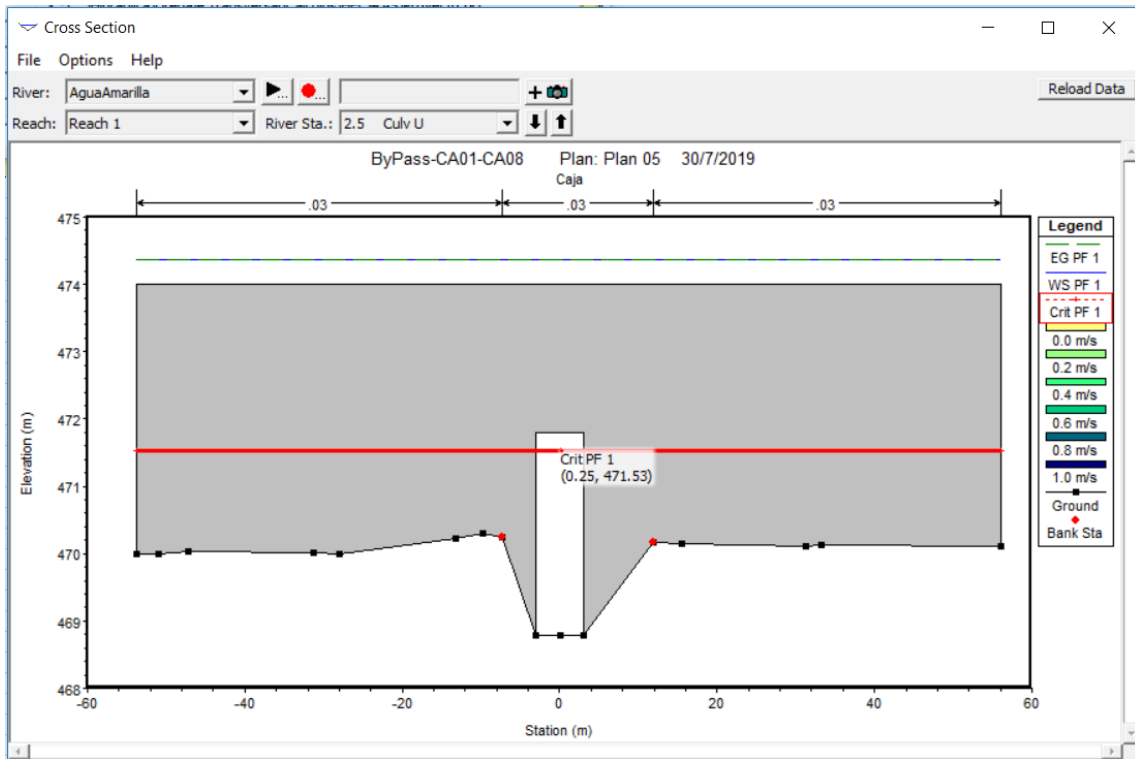 Cross Section
File Options Help
River: AguaAmarilla
Reload Data
Reach: Reach 1 River Sta.: 2.5 Culv U
ByPass-CA01-CA08 Plan: Plan 05 30/7/2019
Caja
.03 .03 .03
475
474
473
472
471
470
469
468
Elevation (m)
Crit PF 1
(0.25, 471.53)
-60 -40 -20 0 20 40 60
Station (m)
Legend
EG PF 1
WS PF 1
Crit PF 1
0.0 m/s
0.2 m/s
0.4 m/s
0.6 m/s
0.8 m/s
1.0 m/s
Ground
Bank Sta